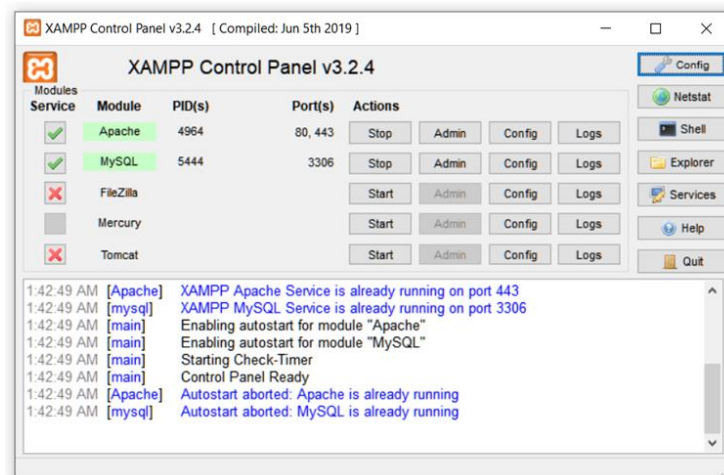 XAMPP Control Panel v3.2.4 [ Compiled: Jun 5th 2019 ]
XAMPP Control Panel v3.2.4
Config
Modules
Service Module PID(s) Port(s) Actions
Netstat
Apache 4964 80, 443 Stop Admin Config Logs
Shell
MySQL 5444 3306 Stop Admin Config Logs
Explorer
FileZilla Start Admin Config Logs
Services
Mercury Start Admin Config Logs
Help
Tomcat Start Admin Config Logs
Quit
1:42:49 AM [Apache] XAMPP Apache Service is already running on port 443
1:42:49 AM [mysql] XAMPP MySQL Service is already running on port 3306
1:42:49 AM [main] Enabling autostart for module "Apache"
1:42:49 AM [main] Enabling autostart for module "MySQL"
1:42:49 AM [main] Starting Check-Timer
1:42:49 AM [main] Control Panel Ready
1:42:49 AM [Apache] Autostart aborted: Apache is already running
1:42:49 AM [mysql] Autostart aborted: MySQL is already running